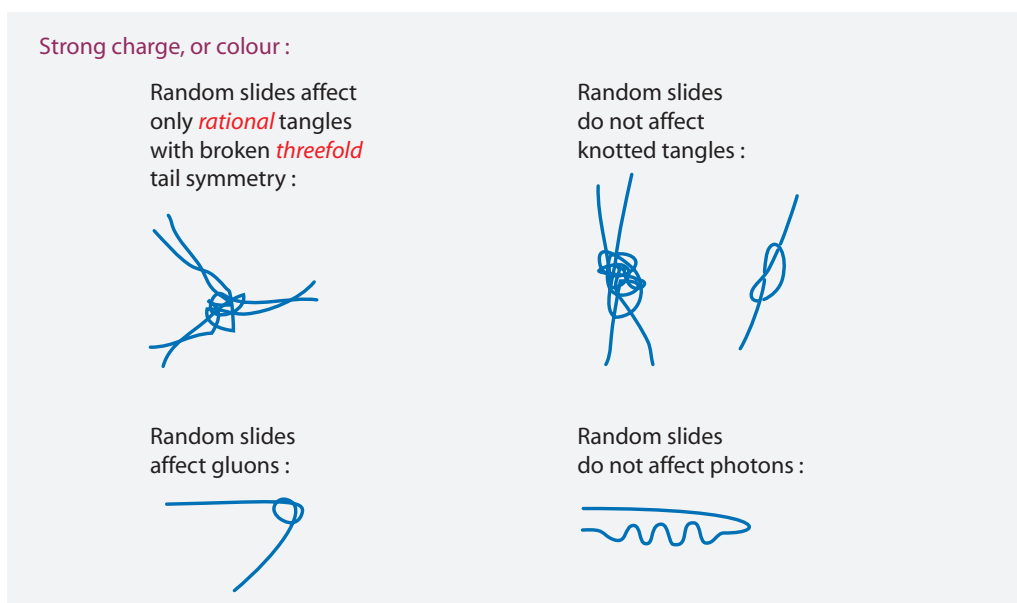 Strong charge, or colour :
Random slides affect
only rational tangles
with broken threefold
tail symmetry :
Random slides
do not affect
knotted tangles :
Random slides
affect gluons :
Random slides
do not affect photons :